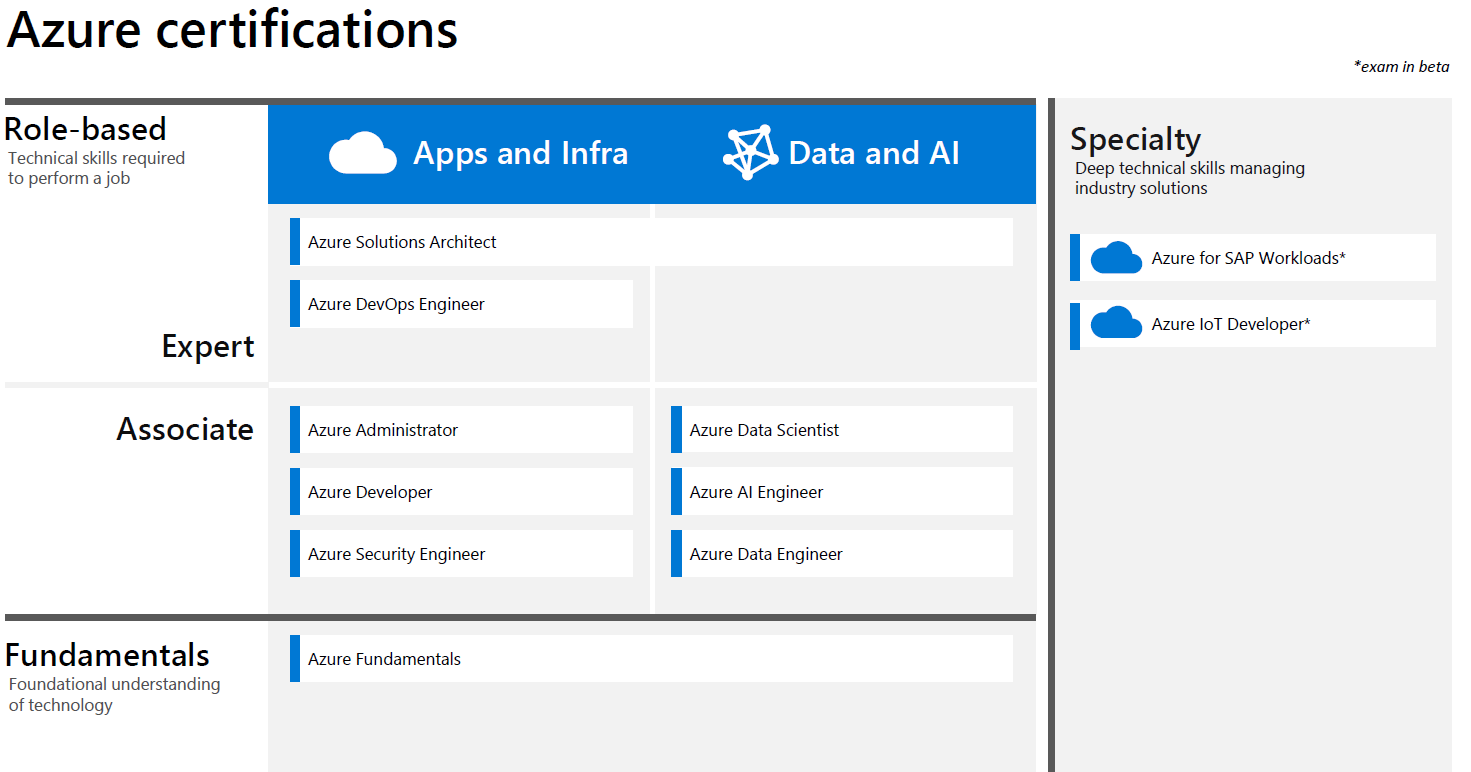 Azure certifications
*exam in beta
Role-based
Technical skills required
to perform a job
Apps and Infra
Data and AI
Azure Solutions Architect
Azure DevOps Engineer
Expert
Associate
Azure Administrator
Azure Data Scientist
Azure Developer
Azure AI Engineer
Azure Security Engineer
Azure Data Engineer
Fundamentals
Foundational understanding
of technology
Azure Fundamentals
Specialty
Deep technical skills managing
industry solutions
Azure for SAP Workloads*
Azure IoT Developer*